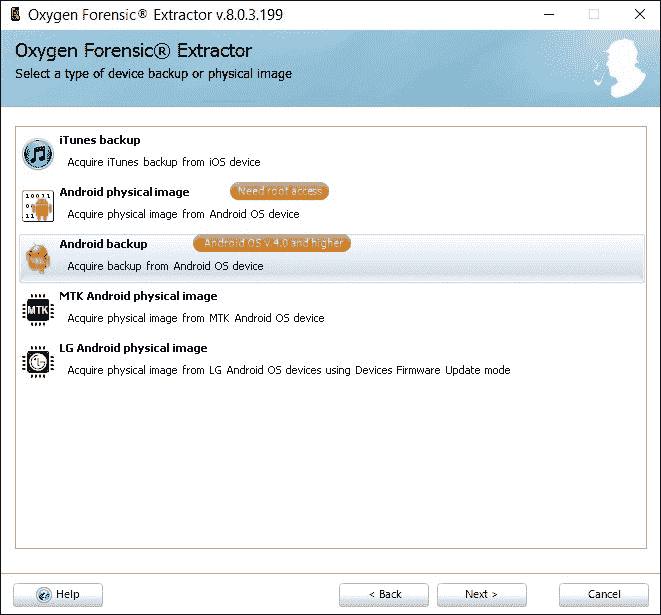 Oxygen Forensic® Extractor v.8.0.3.199
Oxygen Forensic® Extractor
Select a type of device backup or physical image
iTunes backup
Acquire iTunes backup from iOS device
10011
0
11
Android physical image Need root access
Acquire physical image from Android OS device
Android backup Android OS v.4.0 and higher
Acquire backup from Android OS device
MTK
MTK Android physical image
Acquire physical image from MTK Android OS device
LG Android physical image
Acquire physical image from LG Android OS devices using Devices Firmware Update mode
Help < Back Next > Cancel